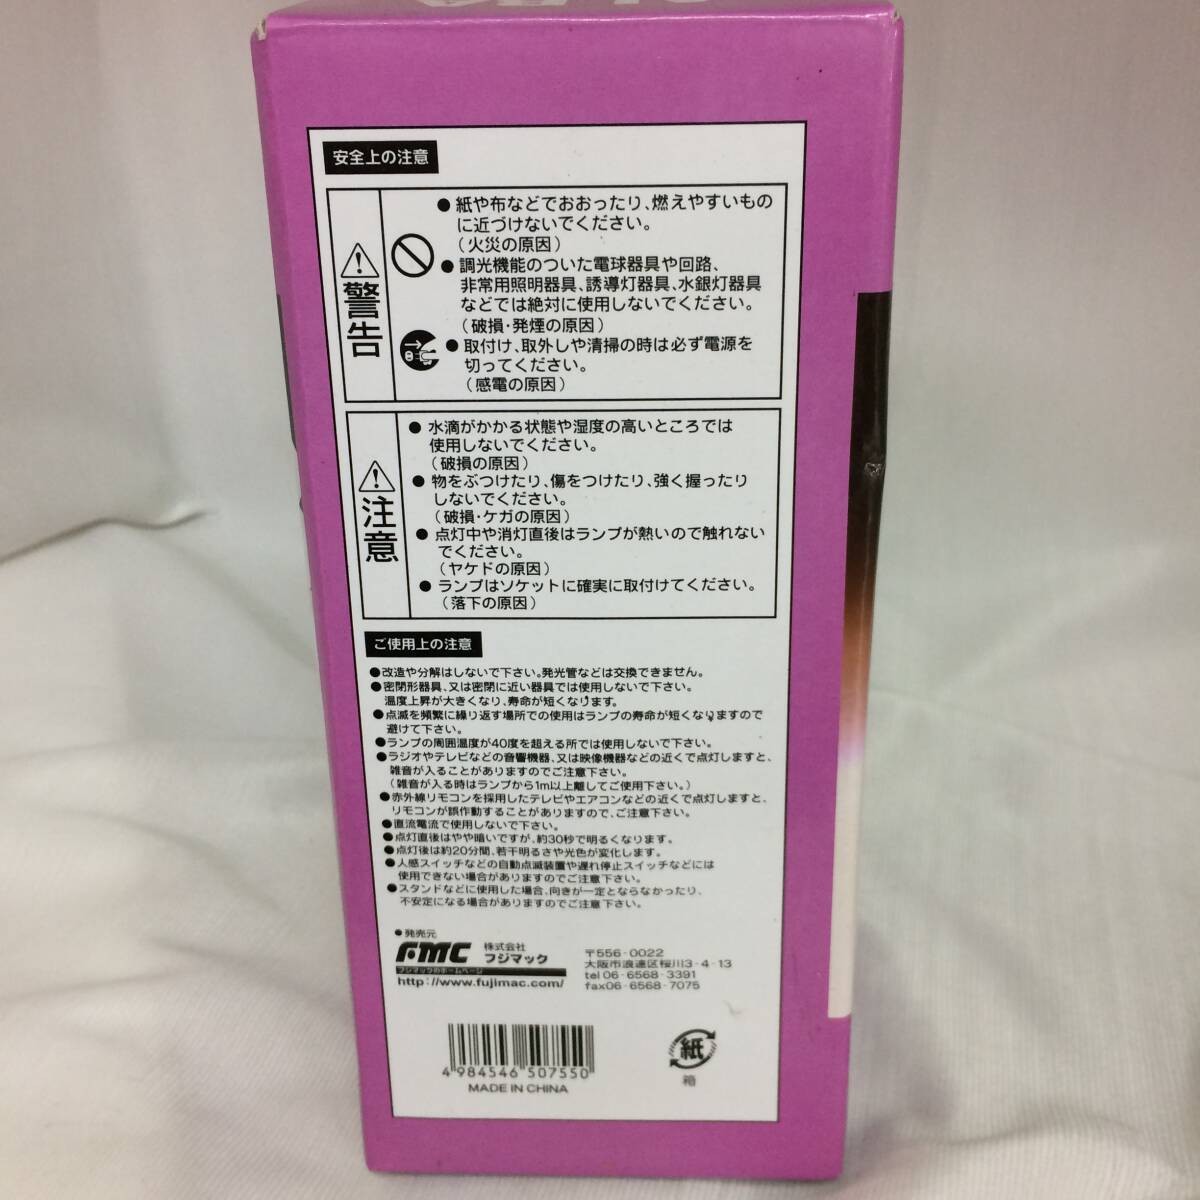 安全上の注意
警告
●紙や布などでおおったり、燃えやすいもの
に近づけないでください。
(火災の原因)
●調光機能のついた電球器具や回路、
非常用照明器具、誘導灯器具、水銀灯器具
などでは絶対に使用しないでください。
(破損・発煙の原因)
●取付け、取外しや清掃の時は必ず電源を
切ってください。
(感電の原因)
注意
●水滴がかかる状態や湿度の高いところでは
使用しないでください。
(破損の原因)
●物をぶつけたり、傷をつけたり、強く握ったり
しないでください。
(破損・ケガの原因)
●点灯中や消灯直後はランプが熱いので触れない
でください。
(ヤケドの原因)
●ランプはソケットに確実に取付けてください。
(落下の原因)
ご使用上の注意
●改造や分解はしないで下さい。発光管などは交換できません。
●密閉形器具、又は密閉に近い器具では使用しないで下さい。
温度上昇が大きくなり、寿命が短くなります。
●点滅を頻繁に繰り返す場所での使用はランプの寿命が短くなりますので
避けて下さい。
●ランプの周囲温度が40度を超える所では使用しないで下さい。
●ラジオやテレビなどの音響機器、又は映像機器などの近くで点灯しますと、
雑音が入ることがありますのでご注意下さい。
(雑音が入る時はランプから1m以上離してご使用下さい。)
●赤外線リモコンを採用したテレビやエアコンなどの近くで点灯しますと、
リモコンが誤作動することがありますので、ご注意下さい。
●直流電流で使用しないで下さい。
●点灯直後はやや暗いですが、約30秒で明るくなります。
●点灯後は約20分間、若干明るさや光色が変化します。
●人感スイッチなどの自動点滅装置や遅れ停止スイッチなどには
使用できない場合がありますのでご注意下さい。
●スタンドなどに使用した場合、向きが一定とならなかったり、
不安定になる場合がありますのでご注意下さい。
●発売元
FMC 株式会社
フジマック
フジマックのホームページ
http://www.fujimac.com/
〒556-0022
大阪市浪速区桜川3-4-13
tel 06-6568-3391
fax06-6568-7075
4 984546 507550
MADE IN CHINA
紙
箱